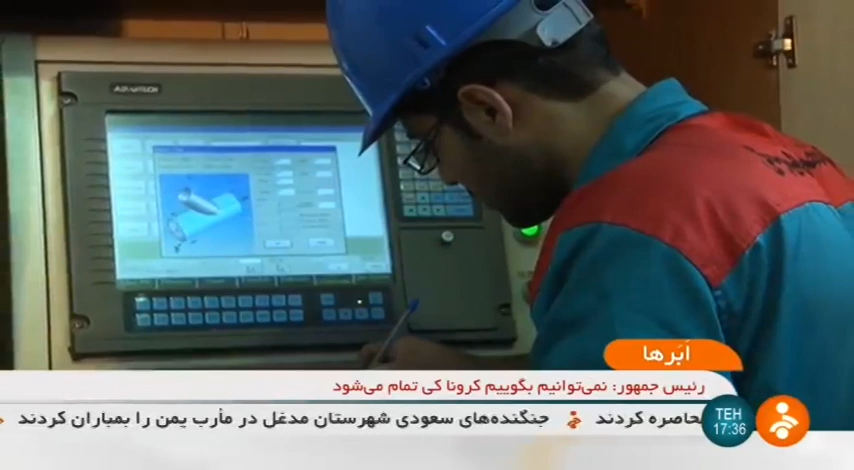 ADVANTECH
اَبَرها
رئیس جمهور: نمی‌توانیم بگوییم کرونا کی تمام می‌شود
محاصره کردند
جنگنده‌های سعودی شهرستان مدغل در مأرب یمن را بمباران کردند
TEH
17:36